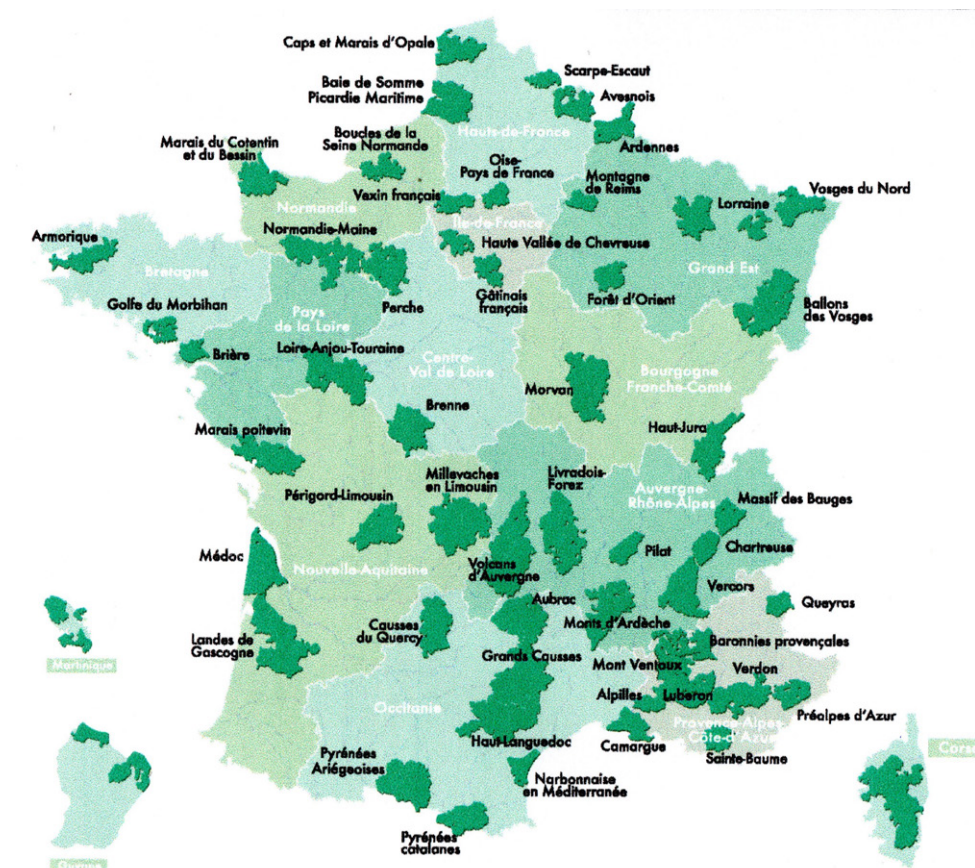 Caps et Marais d'Opale
Scarpe-Escaut
Baie de Somme
Picardie Maritime
Avesnois
Hauts-de-France
Ardennes
Marais du Cotentin
et du Bessin
Boucles de la
Seine Normande
Oise-
Pays de France
Montagne
de Reims
Vosges du Nord
Vexin français
Lorraine
Normandie
Ile-de-France
Normandie-Maine
Haute Vallée de Chevreuse
Armorique
Bretagne
Grand Est
Perche
Gâtinais
français
Forêt d'Orient
Golfe du Morbihan
Pays
de la Loire
Ballons
des Vosges
Brière
Loire-Anjou-Touraine
Centre-
Val de Loire
Bourgogne
Franche-Comté
Morvan
Brenne
Marais poitevin
Haut-Jura
Millevaches
en Limousin
Livradois-
Forez
Périgord-Limousin
Auvergne-
Rhône-Alpes
Massif des Bauges
Médoc
Pilat
Chartreuse
Nouvelle-Aquitaine
Volcans
d'Auvergne
Vercors
Aubrac
Queyras
Causses
du Quercy
Monts d'Ardèche
Landes de
Gascogne
Baronnies provençales
Martinique
Grands Causses
Mont Ventoux
Verdon
Alpilles
Luberon
Occitanie
Préalpes d'Azur
Provence-Alpes-
Côte-d'Azur
Haut-Languedoc
Camargue
Corse
Sainte-Baume
Pyrénées
Ariégeoises
Narbonnaise
en Méditerranée
Pyrénées
catalanes
Guyane